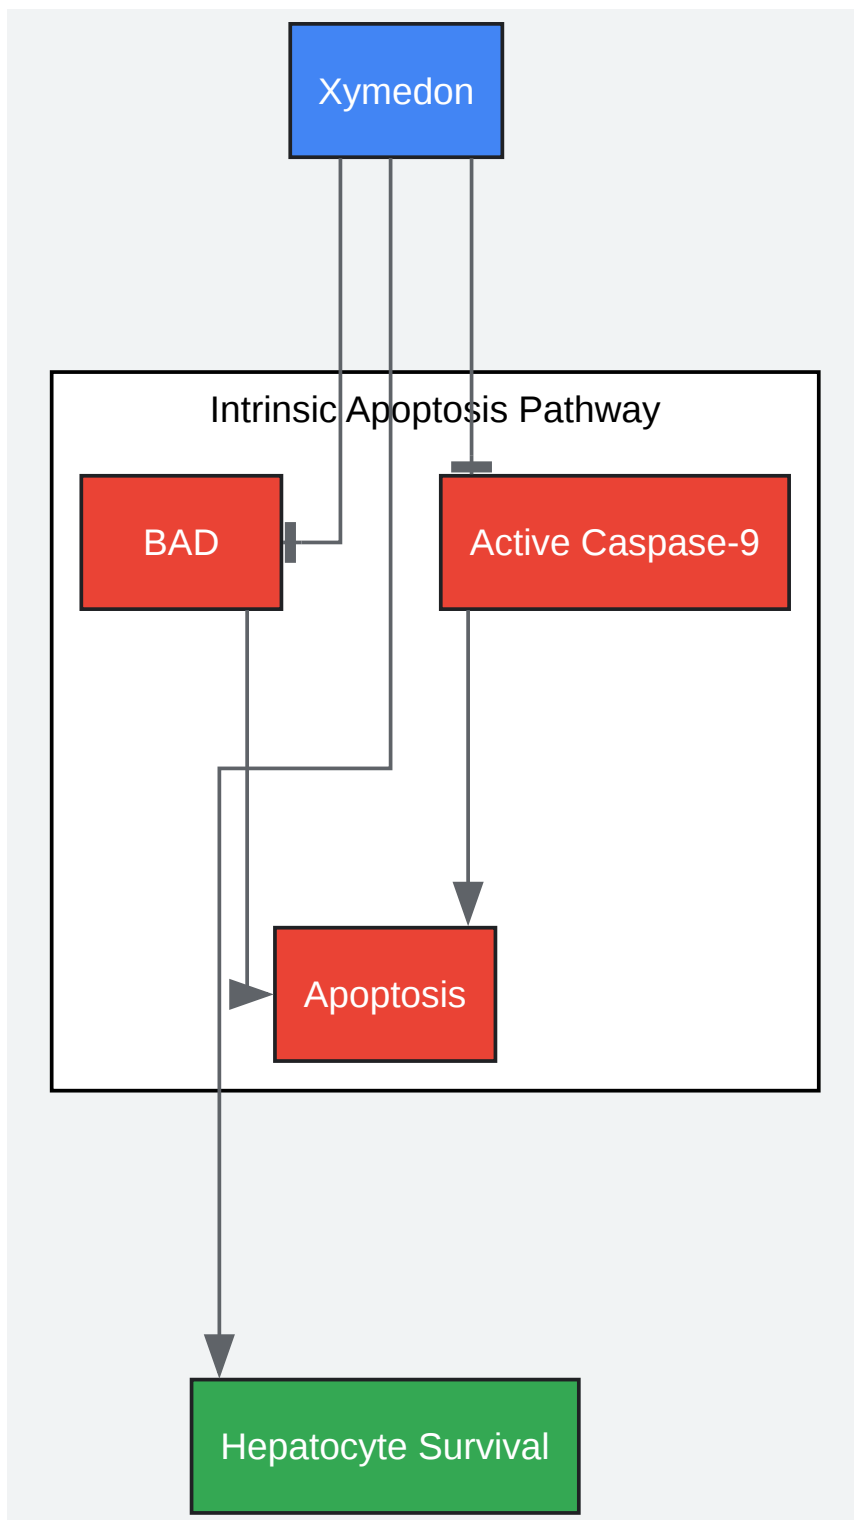 Xymedon
Intrinsic Apoptosis Pathway
BAD
Active Caspase-9
Apoptosis
Hepatocyte Survival